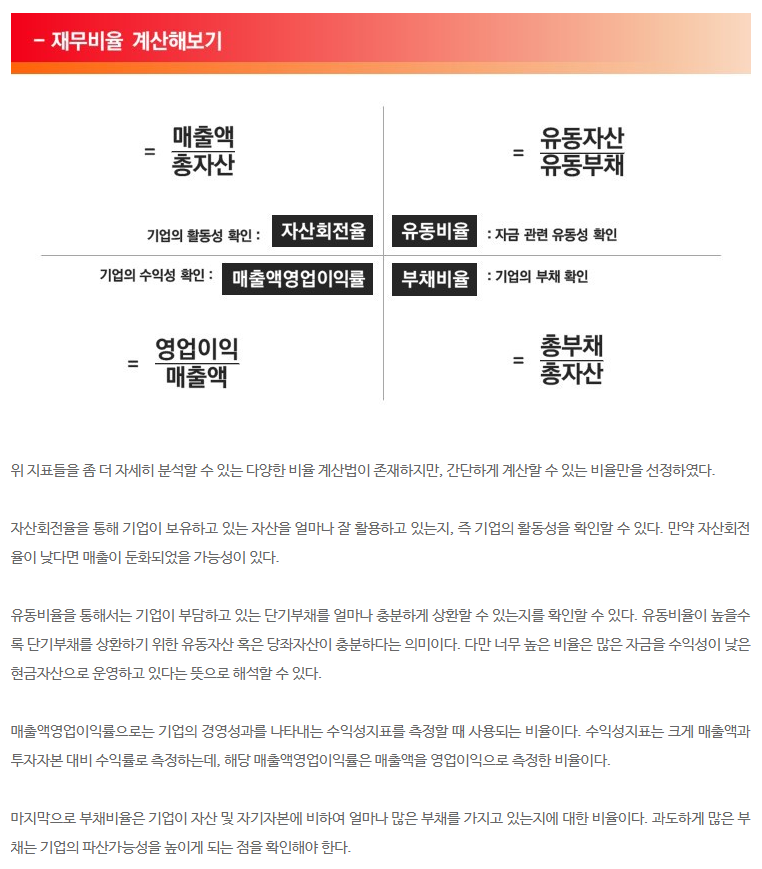 - 재무비율 계산해보기
= 매출액
총자산
= 유동자산
유동부채
기업의 활동성 확인 : 자산회전율
유동비율 : 자금 관련 유동성 확인
기업의 수익성 확인 : 매출액영업이익률
부채비율 : 기업의 부채 확인
= 영업이익
매출액
= 총부채
총자산
위 지표들을 좀 더 자세히 분석할 수 있는 다양한 비율 계산법이 존재하지만, 간단하게 계산할 수 있는 비율만을 선정하였다.
자산회전율을 통해 기업이 보유하고 있는 자산을 얼마나 잘 활용하고 있는지, 즉 기업의 활동성을 확인할 수 있다. 만약 자산회전
율이 낮다면 매출이 둔화되었을 가능성이 있다.
유동비율을 통해서는 기업이 부담하고 있는 단기부채를 얼마나 충분하게 상환할 수 있는지를 확인할 수 있다. 유동비율이 높을수
록 단기부채를 상환하기 위한 유동자산 혹은 당좌자산이 충분하다는 의미이다. 다만 너무 높은 비율은 많은 자금을 수익성이 낮은
현금자산으로 운영하고 있다는 뜻으로 해석할 수 있다.
매출액영업이익률으로는 기업의 경영성과를 나타내는 수익성지표를 측정할 때 사용되는 비율이다. 수익성지표는 크게 매출액과
투자자본 대비 수익률로 측정하는데, 해당 매출액영업이익률은 매출액을 영업이익으로 측정한 비율이다.
마지막으로 부채비율은 기업이 자산 및 자기자본에 비하여 얼마나 많은 부채를 가지고 있는지에 대한 비율이다. 과도하게 많은 부
채는 기업의 파산가능성을 높이게 되는 점을 확인해야 한다.